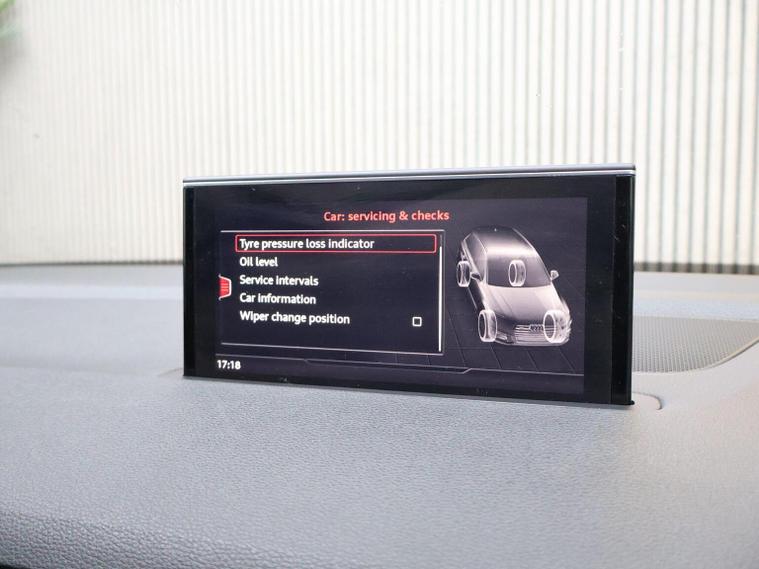 Car: servicing & checks
Tyre pressure loss indicator
Oil level
Service intervals
Car information
Wiper change position
17:18